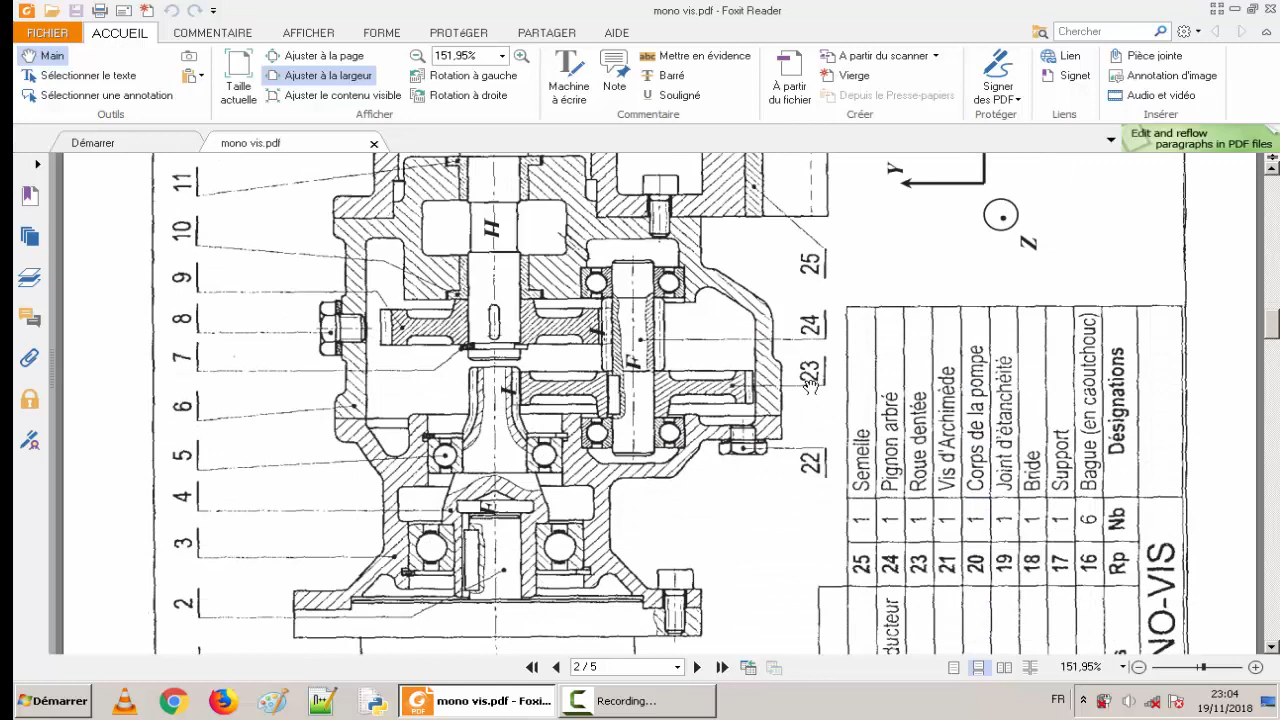 mono vis.pdf - Foxit Reader
FICHIER ACCUEIL COMMENTAIRE AFFICHER FORME PROTéGER PARTAGER AIDE Chercher
Main
Sélectionner le texte
Sélectionner une annotation
Outils
Taille actuelle
Ajuster à la page
Ajuster à la largeur
Ajuster le contenu visible
151,95%
Rotation à gauche
Rotation à droite
Afficher
Machine à écrire
Note
Mettre en évidence
Barré
Souligné
Commentaire
À partir du fichier
A partir du scanner
Vierge
Depuis le Presse-papiers
Créer
Signer des PDF
Protéger
Lien
Signet
Liens
Pièce jointe
Annotation d'image
Audio et vidéo
Insérer
Démarrer
mono vis.pdf
Edit and reflow
paragraphs in PDF files
11
10
9
8
7
6
5
4
3
2
H
F
25
24
23
22
Y
Z
25 1 Semelle
24 1 Pignon arbré
23 1 Roue dentée
21 1 Vis d'Archimède
20 1 Corps de la pompe
19 1 Joint d'étanchéité
18 1 Bride
17 1 Support
16 6 Bague (en caoutchouc)
Rp Nb Désignations
ducteur
NO-VIS
2 / 5
151,95%
Démarrer
mono vis.pdf - Foxi...
Recording...
FR
23:04
19/11/2018